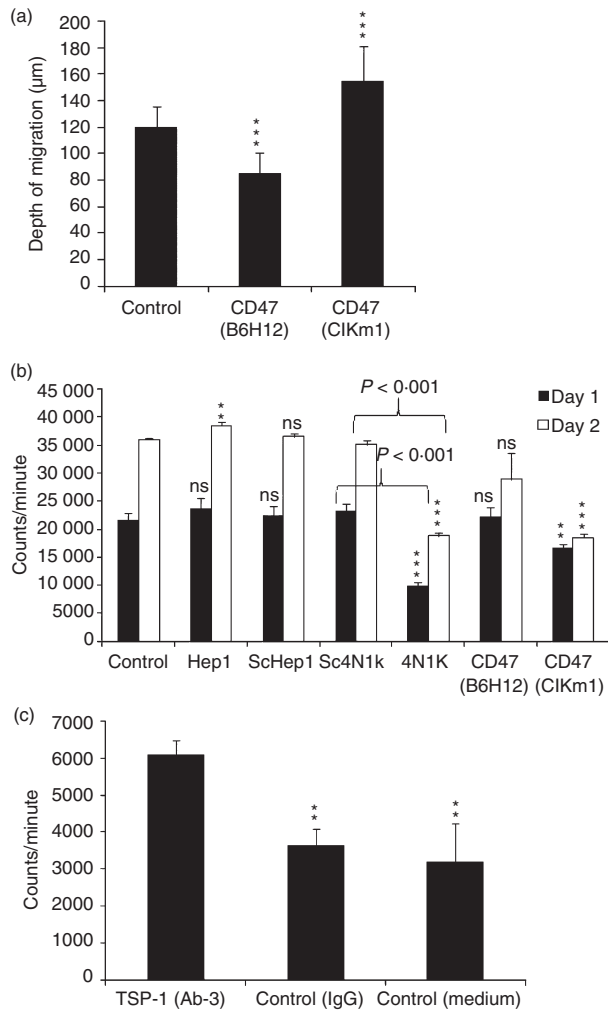 (a)
Depth of migration (µm)
200
180
160
140
120
100
80
60
40
20
0
***
***
Control
CD47
(B6H12)
CD47
(CIKm1)
(b)
Counts/minute
45 000
40 000
35 000
30 000
25 000
20 000
15 000
10 000
5000
0
P < 0·001
P < 0·001
Day 1
Day 2
ns
**
ns
ns
***
***
ns
ns
**
***
Control
Hep1
ScHep1
Sc4N1k
4N1K
CD47
(B6H12)
CD47
(CIKm1)
(c)
Counts/minute
7000
6000
5000
4000
3000
2000
1000
0
**
**
TSP-1 (Ab-3)
Control (IgG)
Control (medium)